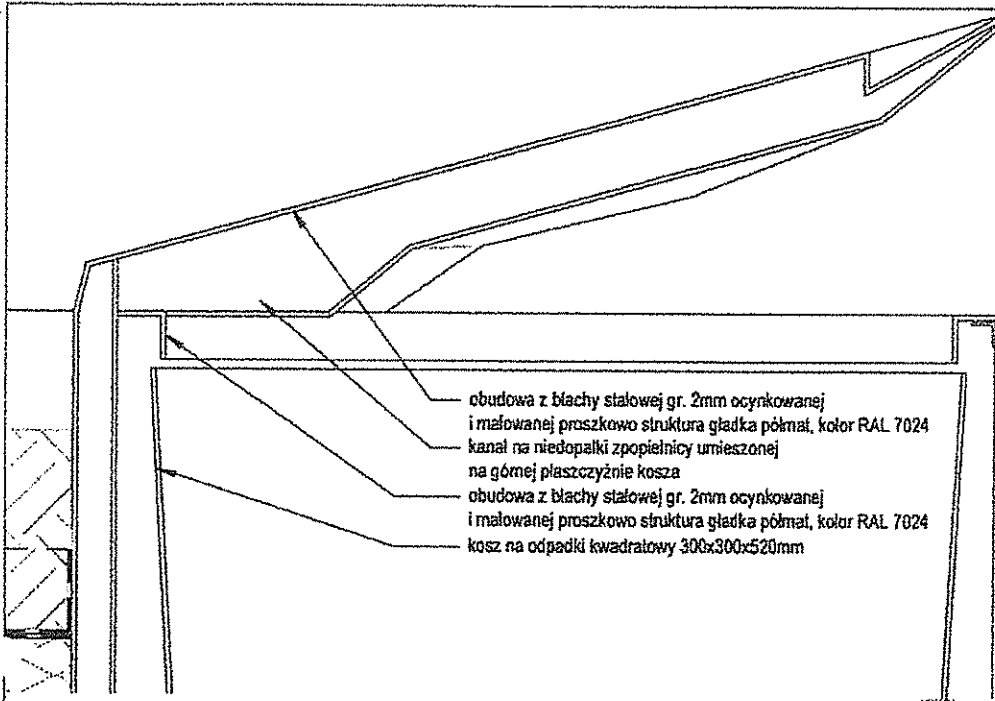 obudowa z blachy stalowej gr. 2mm ocynkowanej
i malowanej proszkowo struktura gładka półmat, kolor RAL 7024
kanał na niedopałki zpopielnicy umieszonej
na górnej płaszczyźnie kosza
obudowa z blachy stalowej gr. 2mm ocynkowanej
i malowanej proszkowo struktura gładka półmat, kolor RAL 7024
kosz na odpadki kwadratowy 300x300x520mm